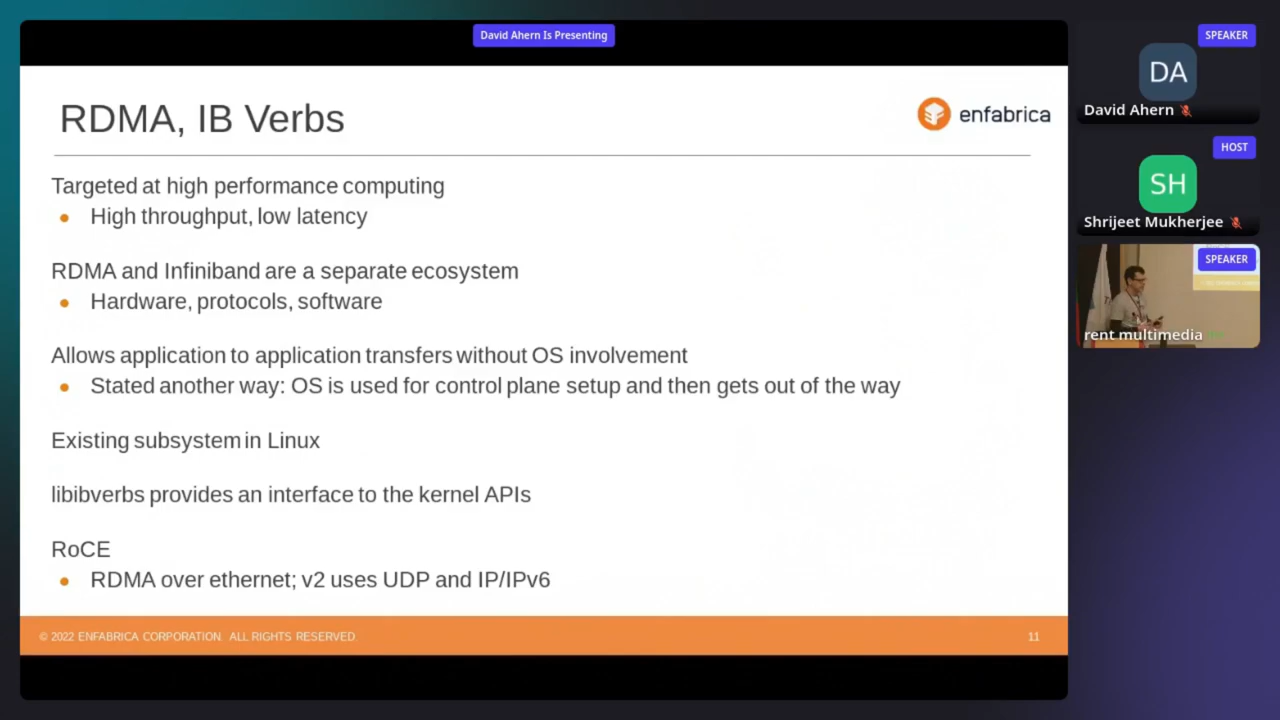 David Ahern Is Presenting
RDMA, IB Verbs
enfabrica
Targeted at high performance computing
• High throughput, low latency
RDMA and Infiniband are a separate ecosystem
• Hardware, protocols, software
Allows application to application transfers without OS involvement
• Stated another way: OS is used for control plane setup and then gets out of the way
Existing subsystem in Linux
libibverbs provides an interface to the kernel APIs
RoCE
• RDMA over ethernet; v2 uses UDP and IP/IPv6
© 2022 ENFABRICA CORPORATION. ALL RIGHTS RESERVED.
11
SPEAKER
DA
David Ahern
HOST
SH
Shrijeet Mukherjee
SPEAKER
rent multimedia